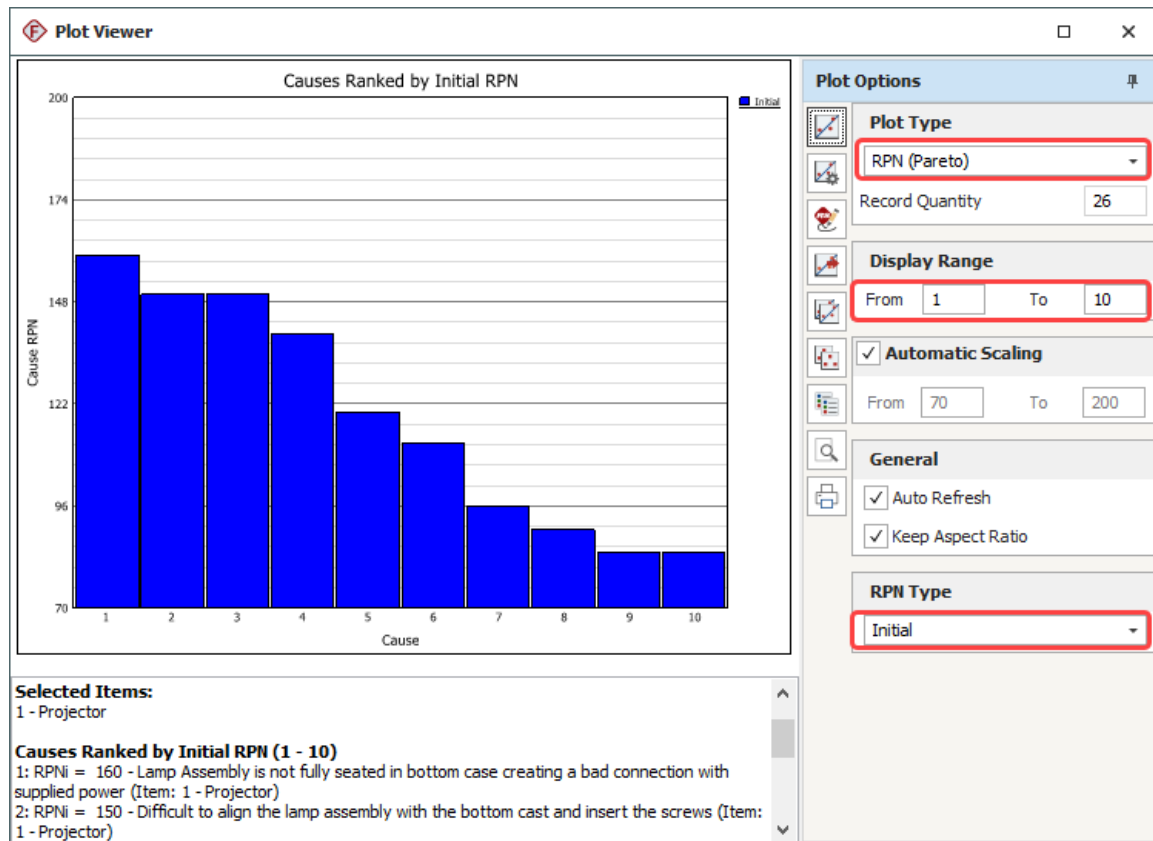 Plot Viewer
Causes Ranked by Initial RPN
Initial
200
174
148
122
96
70
Cause RPN
1 2 3 4 5 6 7 8 9 10
Cause
Selected Items:
1 - Projector
Causes Ranked by Initial RPN (1 - 10)
1: RPNi = 160 - Lamp Assembly is not fully seated in bottom case creating a bad connection with
supplied power (Item: 1 - Projector)
2: RPNi = 150 - Difficult to align the lamp assembly with the bottom cast and insert the screws (Item:
1 - Projector)
Plot Options
Plot Type
RPN (Pareto)
Record Quantity 26
Display Range
From 1 To 10
Automatic Scaling
From 70 To 200
General
Auto Refresh
Keep Aspect Ratio
RPN Type
Initial